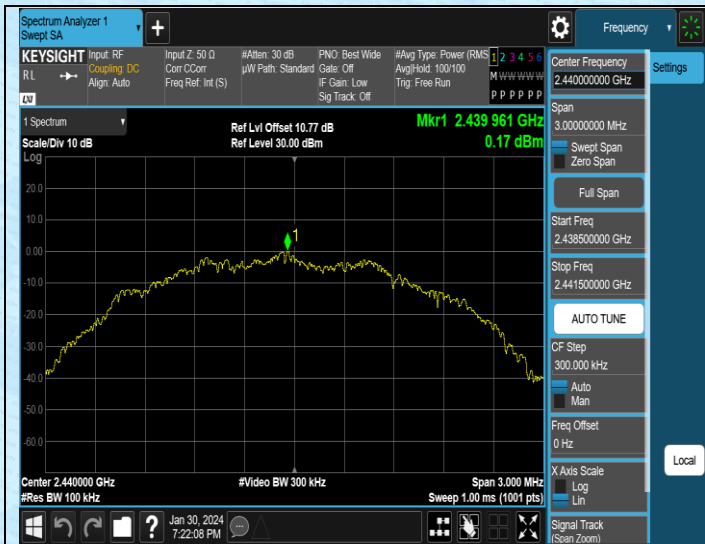 Spectrum Analyzer 1
Swept SA
+
Frequency
KEYSIGHT
RL
LXI
Input: RF
Coupling: DC
Align: Auto
Input Z: 50 Ω
Corr CCorr
Freq Ref: Int (S)
#Atten: 30 dB
µW Path: Standard
PNO: Best Wide
Gate: Off
IF Gain: Low
Sig Track: Off
#Avg Type: Power (RMS
Avg|Hold: 100/100
Trig: Free Run
1 2 3 4 5 6
M W W W W W
P P P P P P
1 Spectrum
Scale/Div 10 dB
Log
Ref Lvl Offset 10.77 dB
Ref Level 30.00 dBm
Mkr1 2.439 961 GHz
0.17 dBm
20.0
10.0
0.00
-10.0
-20.0
-30.0
-40.0
-50.0
-60.0
1
Center 2.440000 GHz
#Res BW 100 kHz
#Video BW 300 kHz
Span 3.000 MHz
Sweep 1.00 ms (1001 pts)
?
Jan 30, 2024
7:22:08 PM
Center Frequency
2.440000000 GHz
Settings
Span
3.00000000 MHz
Swept Span
Zero Span
Full Span
Start Freq
2.438500000 GHz
Stop Freq
2.441500000 GHz
AUTO TUNE
CF Step
300.000 kHz
Auto
Man
Freq Offset
0 Hz
Local
X Axis Scale
Log
Lin
Signal Track
(Span Zoom)